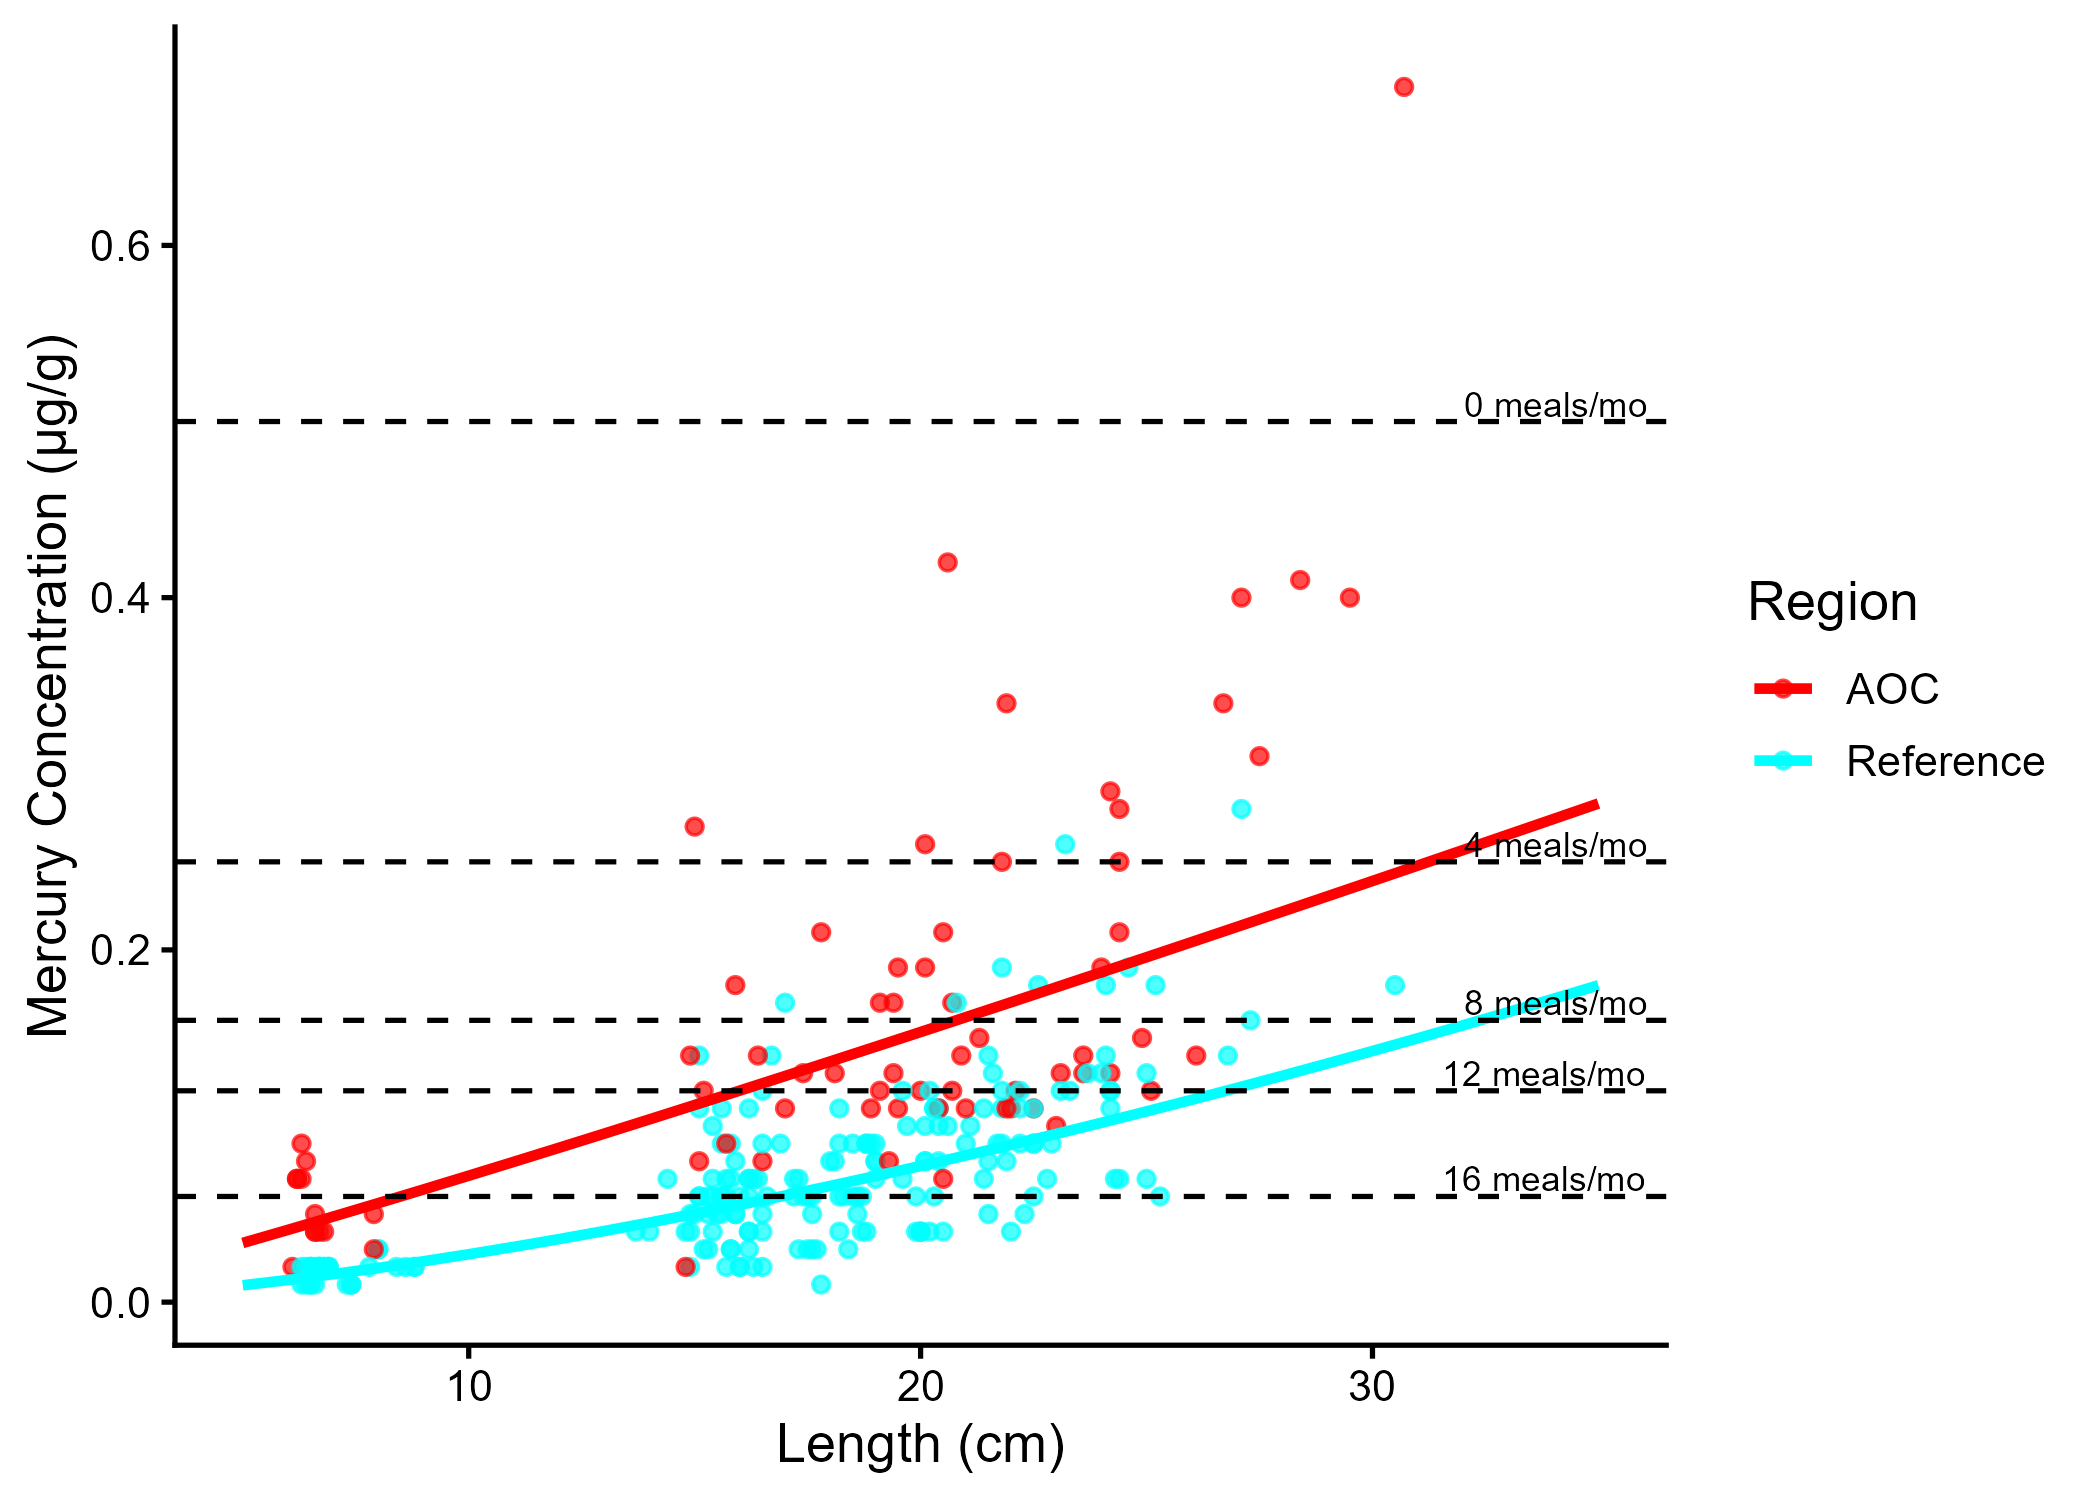 Mercury Concentration (µg/g)
0.6
0.4
0.2
0.0
0 meals/mo
4 meals/mo
8 meals/mo
12 meals/mo
16 meals/mo
10
20
30
Length (cm)
Region
AOC
Reference